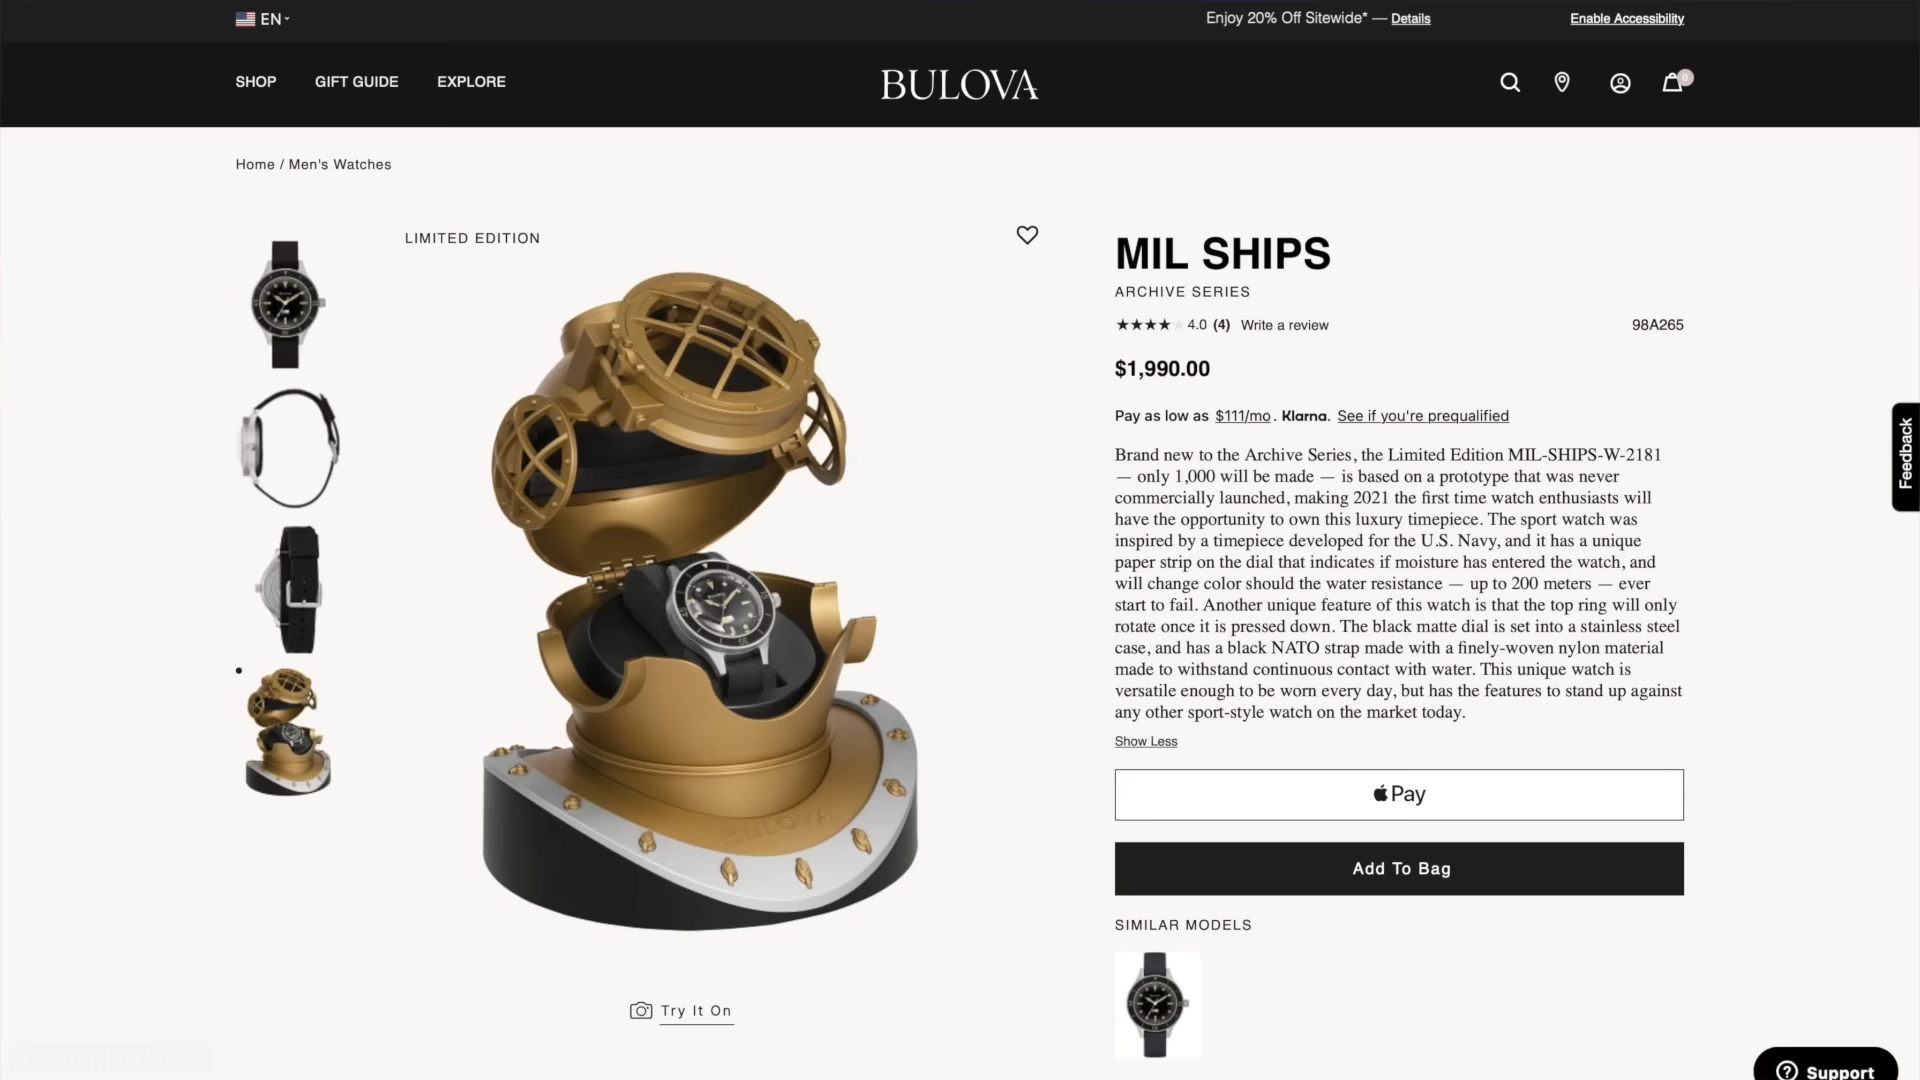 EN
Enjoy 20% Off Sitewide* — Details
Enable Accessibility
SHOP
GIFT GUIDE
EXPLORE
BULOVA
0
Home / Men's Watches
LIMITED EDITION
MIL SHIPS
ARCHIVE SERIES
4.0 (4) Write a review
98A265
$1,990.00
Pay as low as $111/mo. Klarna. See if you're prequalified
Brand new to the Archive Series, the Limited Edition MIL-SHIPS-W-2181
— only 1,000 will be made — is based on a prototype that was never
commercially launched, making 2021 the first time watch enthusiasts will
have the opportunity to own this luxury timepiece. The sport watch was
inspired by a timepiece developed for the U.S. Navy, and it has a unique
paper strip on the dial that indicates if moisture has entered the watch, and
will change color should the water resistance — up to 200 meters — ever
start to fail. Another unique feature of this watch is that the top ring will only
rotate once it is pressed down. The black matte dial is set into a stainless steel
case, and has a black NATO strap made with a finely-woven nylon material
made to withstand continuous contact with water. This unique watch is
versatile enough to be worn every day, but has the features to stand up against
any other sport-style watch on the market today.
Show Less
Pay
Add To Bag
SIMILAR MODELS
BULOVA
Try It On
Feedback
Support